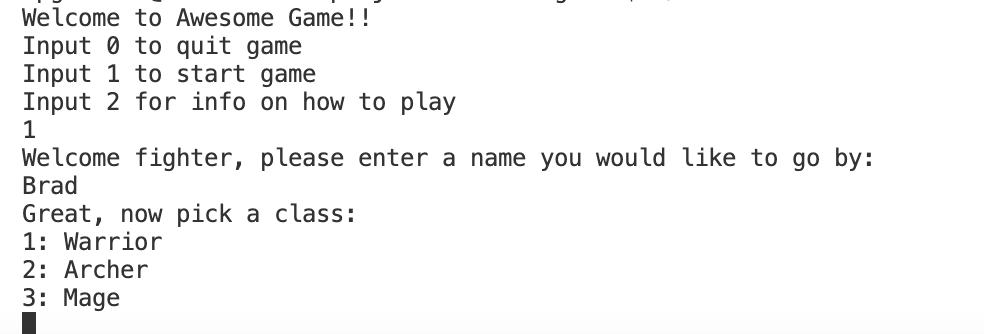 Welcome to Awesome Game!!
Input 0 to quit game
Input 1 to start game
Input 2 for info on how to play
1
Welcome fighter, please enter a name you would like to go by:
Brad
Great, now pick a class:
1: Warrior
2: Archer
3: Mage